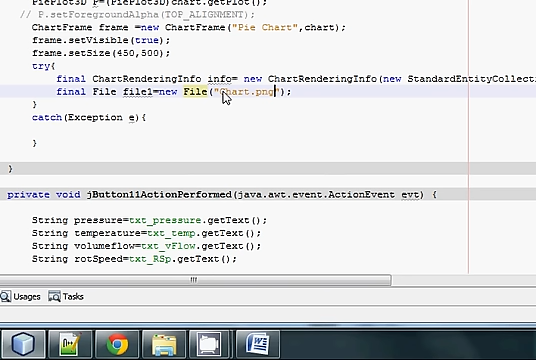 PiePlot3D P=(PiePlot3D)chart.getPlot();
// P.setForegroundAlpha(TOP_ALIGNMENT);
ChartFrame frame =new ChartFrame("Pie Chart",chart);
frame.setVisible(true);
frame.setSize(450,500);
try{
final ChartRenderingInfo info= new ChartRenderingInfo(new StandardEntityCollecti
final File file1=new File("Chart.png");
}
catch(Exception e){
}
}
private void jButton11ActionPerformed(java.awt.event.ActionEvent evt) {
String pressure=txt_pressure.getText();
String temperature=txt_temp.getText();
String volumeflow=txt_vFlow.getText();
String rotSpeed=txt_RSp.getText();
Usages Tasks